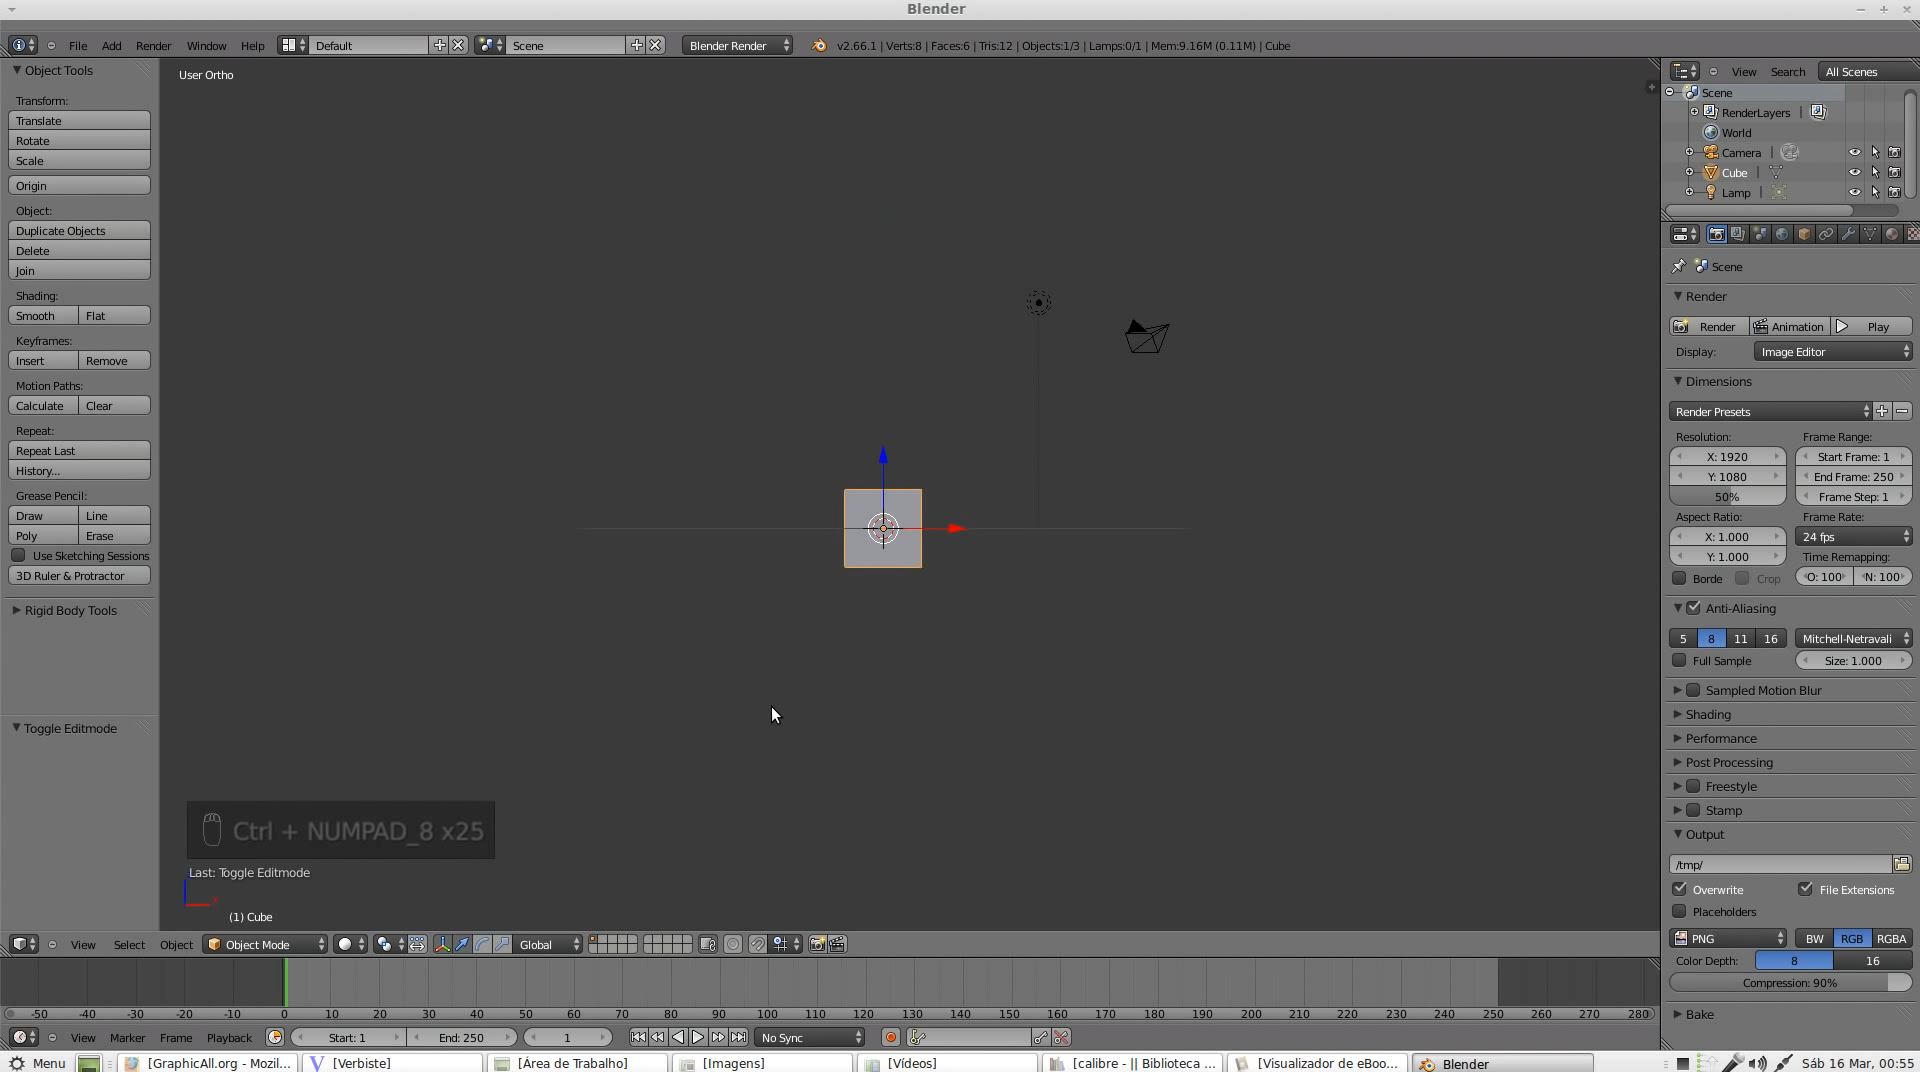 Blender
File Add Render Window Help Default Scene Blender Render v2.66.1 | Verts:8 | Faces:6 | Tris:12 | Objects:1/3 | Lamps:0/1 | Mem:9.16M (0.11M) | Cube
Object Tools
Transform:
Translate
Rotate
Scale
Origin
Object:
Duplicate Objects
Delete
Join
Shading:
Smooth Flat
Keyframes:
Insert Remove
Motion Paths:
Calculate Clear
Repeat:
Repeat Last
History...
Grease Pencil:
Draw Line
Poly Erase
Use Sketching Sessions
3D Ruler & Protractor
Rigid Body Tools
Toggle Editmode
User Ortho
Ctrl + NUMPAD_8 x25
Last: Toggle Editmode
(1) Cube
View Select Object Object Mode Global
View Search All Scenes
Scene
RenderLayers |
World
Camera |
Cube |
Lamp |
Scene
Render
Render Animation Play
Display: Image Editor
Dimensions
Render Presets
Resolution: Frame Range:
X: 1920 Start Frame: 1
Y: 1080 End Frame: 250
50% Frame Step: 1
Aspect Ratio: Frame Rate:
X: 1.000 24 fps
Y: 1.000 Time Remapping:
Borde Crop O: 100 N: 100
Anti-Aliasing
5 8 11 16 Mitchell-Netravali
Full Sample Size: 1.000
Sampled Motion Blur
Shading
Performance
Post Processing
Freestyle
Stamp
Output
/tmp/
Overwrite File Extensions
Placeholders
PNG BW RGB RGBA
Color Depth: 8 16
Compression: 90%
Bake
-50 -40 -30 -20 -10 0 10 20 30 40 50 60 70 80 90 100 110 120 130 140 150 160 170 180 190 200 210 220 230 240 250 260 270 280
View Marker Frame Playback Start: 1 End: 250 1 No Sync
Menu [GraphicAll.org - Mozil... [Verbiste] [Área de Trabalho] [Imagens] [Vídeos] [calibre - || Biblioteca ... [Visualizador de eBoo... Blender Sáb 16 Mar, 00:55